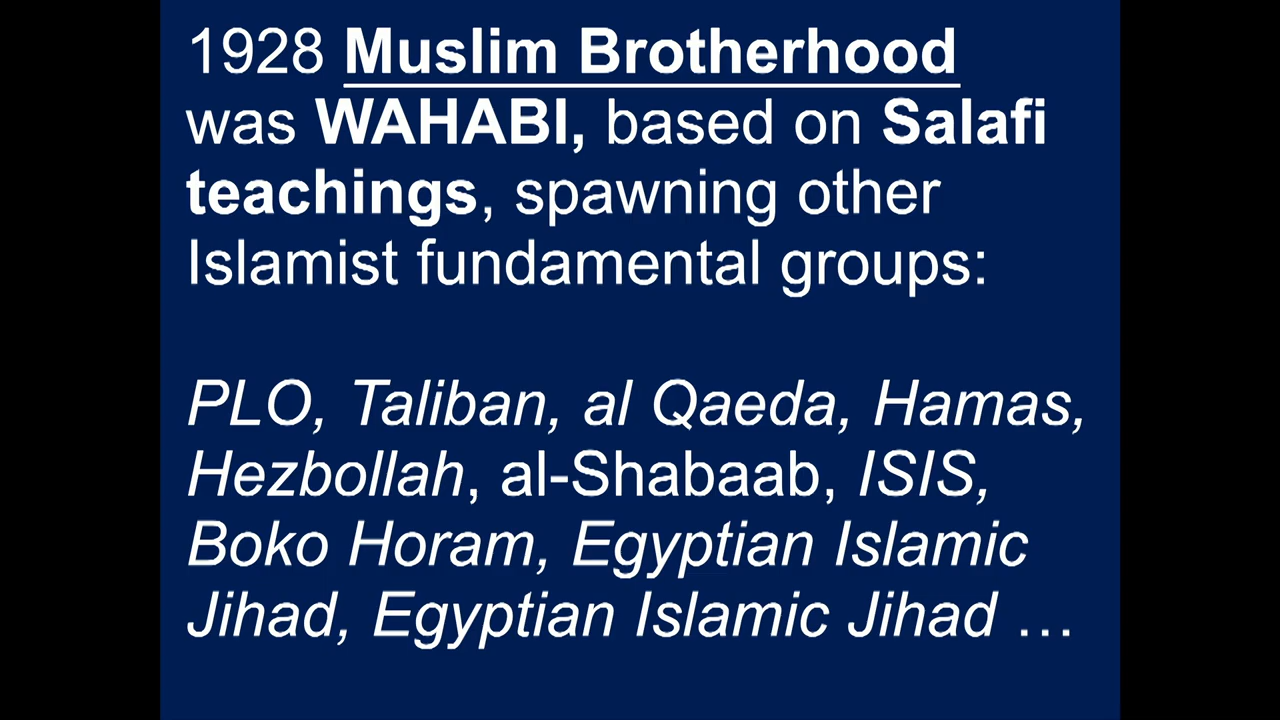 1928 Muslim Brotherhood
was WAHABI, based on Salafi
teachings, spawning other
Islamist fundamental groups:
PLO, Taliban, al Qaeda, Hamas,
Hezbollah, al-Shabaab, ISIS,
Boko Horam, Egyptian Islamic
Jihad, Egyptian Islamic Jihad …